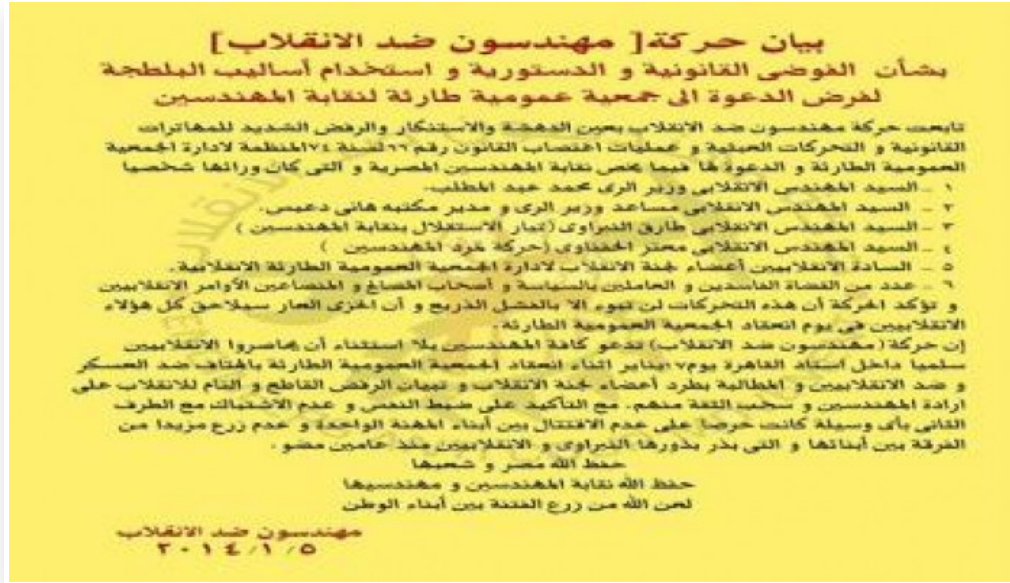 بيان حركة[ مهندسون ضد الانقلاب]
بشأن الفوضى القانونية و الدستورية و استخدام أساليب البلطجة
لفرض الدعوة الى جمعية عمومية طارئة لنقابة المهندسين
تابعت حركة مهندسون ضد الانقلاب بعين الدهشة والاستنكار والرفض الشديد للمهاترات
القانونية و التحركات العبثية و عمليات اغتصاب القانون رقم ٦٦لسنة ٧٤المنظمة لادارة الجمعية
العمومية الطارئة و الدعوة لها فيما يخص نقابة المهندسين المصرية و التى كان ورائها شخصيا
١ _السيد المهندس الانقلابى وزير الرى محمد عبد المطلب.
٢ _ السيد المهندس الانقلابى مساعد وزير الرى و مدير مكتبه هانى دعبس.
٣ _السيد المهندس الانقلابى طارق النبراوى (تيار الاستقلال بنقابة المهندسين )
٤ _ السيد المهندس الانقلابى معتز الحفناوى (حركة تمرد المهندسين )
٥ _ السادة الانقلابيين أعضاء لجنة الانقلاب لادارة الجمعية العمومية الطارئة الانقلابية.
٦ _ عدد من القضاة الفاسدين و العاملين بالسياسة و أصحاب المصالح و المنصاعين الأوامر الانقلابيين
و تؤكد الحركة أن هذه التحركات لن تبوء الا بالفشل الذريع و أن الخزى العار سيلاحق كل هؤلاء
الانقلابيين فى يوم انعقاد الجمعية العمومية الطارئة.
إن حركة (مهندسون ضد الانقلاب) تدعو كافة المهندسين بلا استثناء أن يحاصروا الانقلابيين
سلميا داخل استاد القاهرة يوم يناير اثناء انعقاد الجمعية العمومية الطارئة بالهتاف ضد العسكر
و ضد الانقلابيين و المطالبة بطرد أعضاء لجنة الانقلاب و تبيان الرفض القاطع و التام للانقلاب على
ارادة المهندسين و سحب الثقة منهم. مع التأكيد على ضبط النفس و عدم الاشتباك مع الطرف
الثانى بأى وسيلة كانت حرصا على عدم الاقتتال بين أبناء المهنة الواحدة و عدم زرع مزيدا من
الفرقة بين أبنائها و التى بذر بذورها النبراوى و الانقلابيين منذ عامين مضو.
حفظ الله مصر و شعبها
حفظ الله نقابة المهندسين و مهندسيها
لعن الله من زرع الفتنة بين أبناء الوطن
مهندسون ضد الانقلاب
٢٠١٤/١/٥